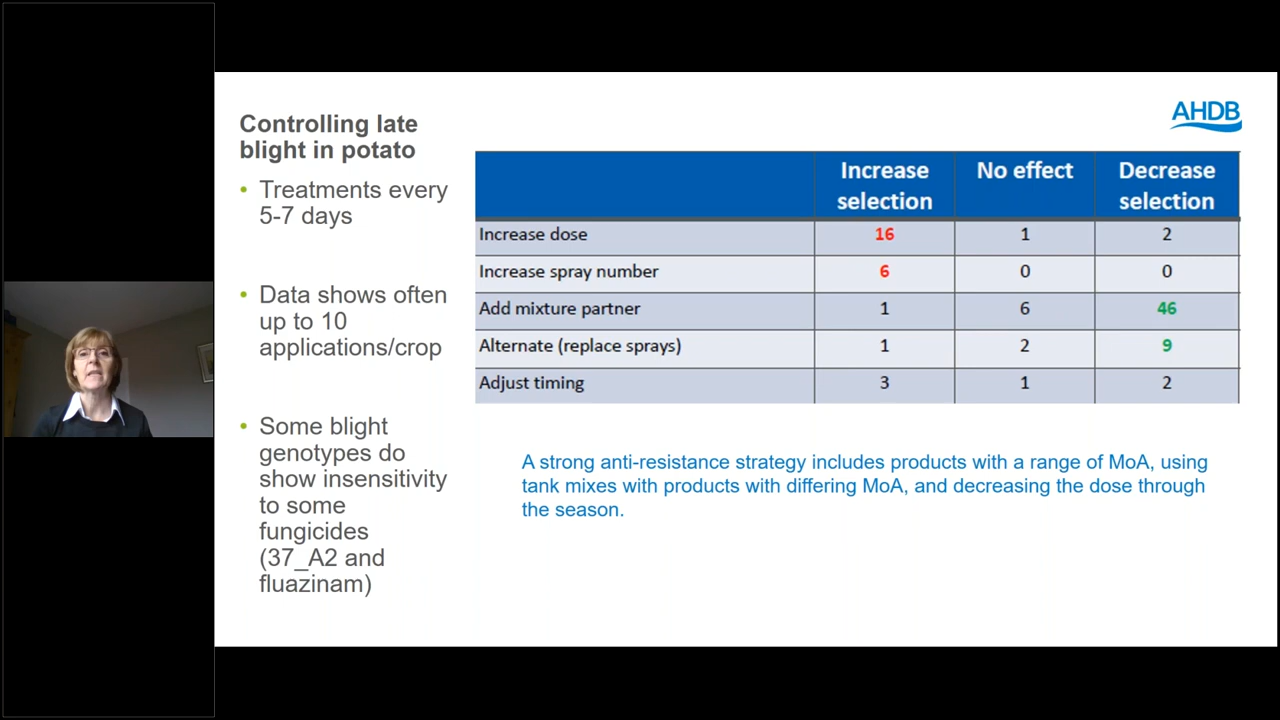 Controlling late
blight in potato
• Treatments every
5-7 days
• Data shows often
up to 10
applications/crop
• Some blight
genotypes do
show insensitivity
to some
fungicides
(37_A2 and
fluazinam)
AHDB
Increase selection No effect Decrease selection
Increase dose 16 1 2
Increase spray number 6 0 0
Add mixture partner 1 6 46
Alternate (replace sprays) 1 2 9
Adjust timing 3 1 2
A strong anti-resistance strategy includes products with a range of MoA, using
tank mixes with products with differing MoA, and decreasing the dose through
the season.